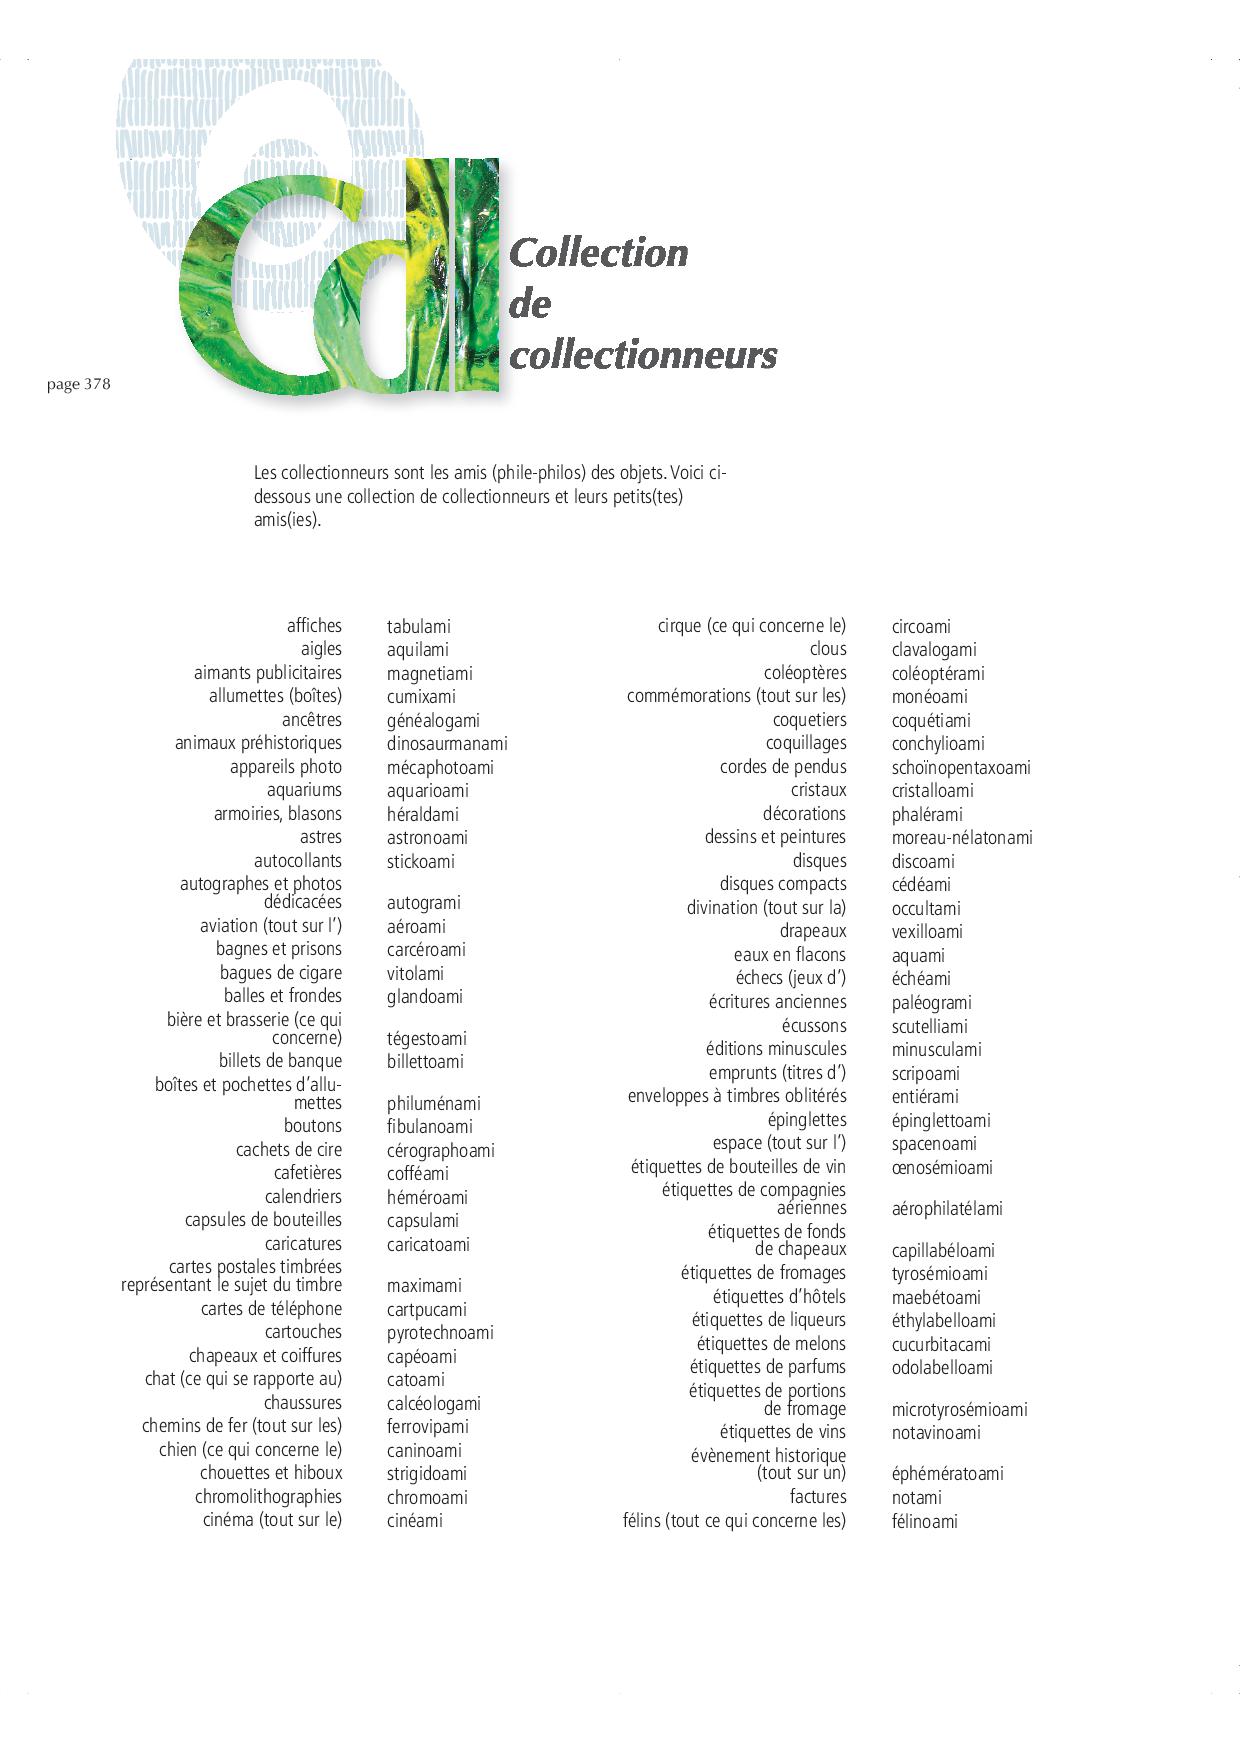 Cdl
Collection
de
collectionneurs
page 378
Les collectionneurs sont les amis (phile-philos) des objets. Voici ci-
dessous une collection de collectionneurs et leurs petits(tes)
amis(ies).
affiches tabulami
aigles aquilami
aimants publicitaires magnetiami
allumettes (boîtes) cumixami
ancêtres généalogami
animaux préhistoriques dinosaurmanami
appareils photo mécaphotoami
aquariums aquarioami
armoiries, blasons héraldami
astres astronoami
autocollants stickoami
autographes et photos
dédicacées autogrami
aviation (tout sur l’) aéroami
bagnes et prisons carcéroami
bagues de cigare vitolami
balles et frondes glandoami
bière et brasserie (ce qui
concerne) tégestoami
billets de banque billettoami
boîtes et pochettes d’allu-
mettes philuménami
boutons fibulanoami
cachets de cire cérographoami
cafetières cofféami
calendriers héméroami
capsules de bouteilles capsulami
caricatures caricatoami
cartes postales timbrées
représentant le sujet du timbre maximami
cartes de téléphone cartpucami
cartouches pyrotechnoami
chapeaux et coiffures capéoami
chat (ce qui se rapporte au) catoami
chaussures calcéologami
chemins de fer (tout sur les) ferrovipami
chien (ce qui concerne le) caninoami
chouettes et hiboux strigidoami
chromolithographies chromoami
cinéma (tout sur le) cinéami
cirque (ce qui concerne le) circoami
clous clavalogami
coléoptères coléoptérami
commémorations (tout sur les) monéoami
coquetiers coquétiami
coquillages conchylioami
cordes de pendus schoïnopentaxoami
cristaux cristalloami
décorations phalérami
dessins et peintures moreau-nélatonami
disques discoami
disques compacts cédéami
divination (tout sur la) occultami
drapeaux vexilloami
eaux en flacons aquami
échecs (jeux d’) échéami
écritures anciennes paléogrami
écussons scutelliami
éditions minuscules minusculami
emprunts (titres d’) scripoami
enveloppes à timbres oblitérés entiérami
épinglettes épinglettoami
espace (tout sur l’) spacenoami
étiquettes de bouteilles de vin œnosémioami
étiquettes de compagnies
aériennes aérophilatélami
étiquettes de fonds
de chapeaux capillabéloami
étiquettes de fromages tyrosémioami
étiquettes d’hôtels maebétoami
étiquettes de liqueurs éthylabelloami
étiquettes de melons cucurbitacami
étiquettes de parfums odolabelloami
étiquettes de portions
de fromage microtyrosémioami
étiquettes de vins notavinoami
évènement historique
(tout sur un) éphémératoami
factures notami
félins (tout ce qui concerne les) félinoami